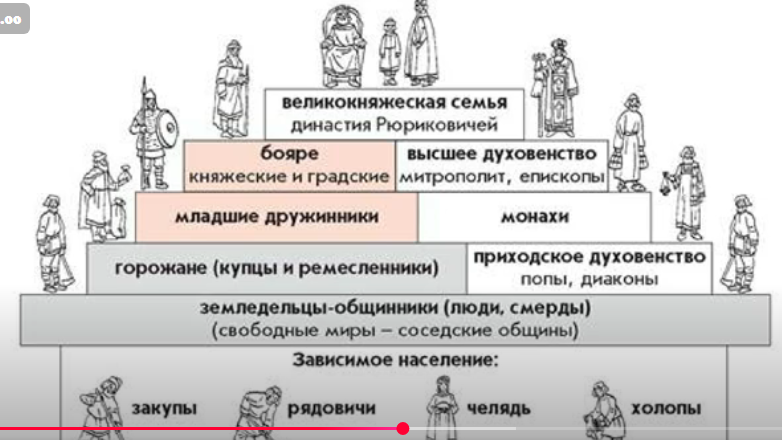 .oo
великокняжеская семья
династия Рюриковичей
бояре
княжеские и градские
высшее духовенство
митрополит, епископы
младшие дружинники
монахи
горожане (купцы и ремесленники)
приходское духовенство
попы, диаконы
земледельцы-общинники (люди, смерды)
(свободные миры – соседские общины)
Зависимое население:
закупы
рядовичи
челядь
холопы